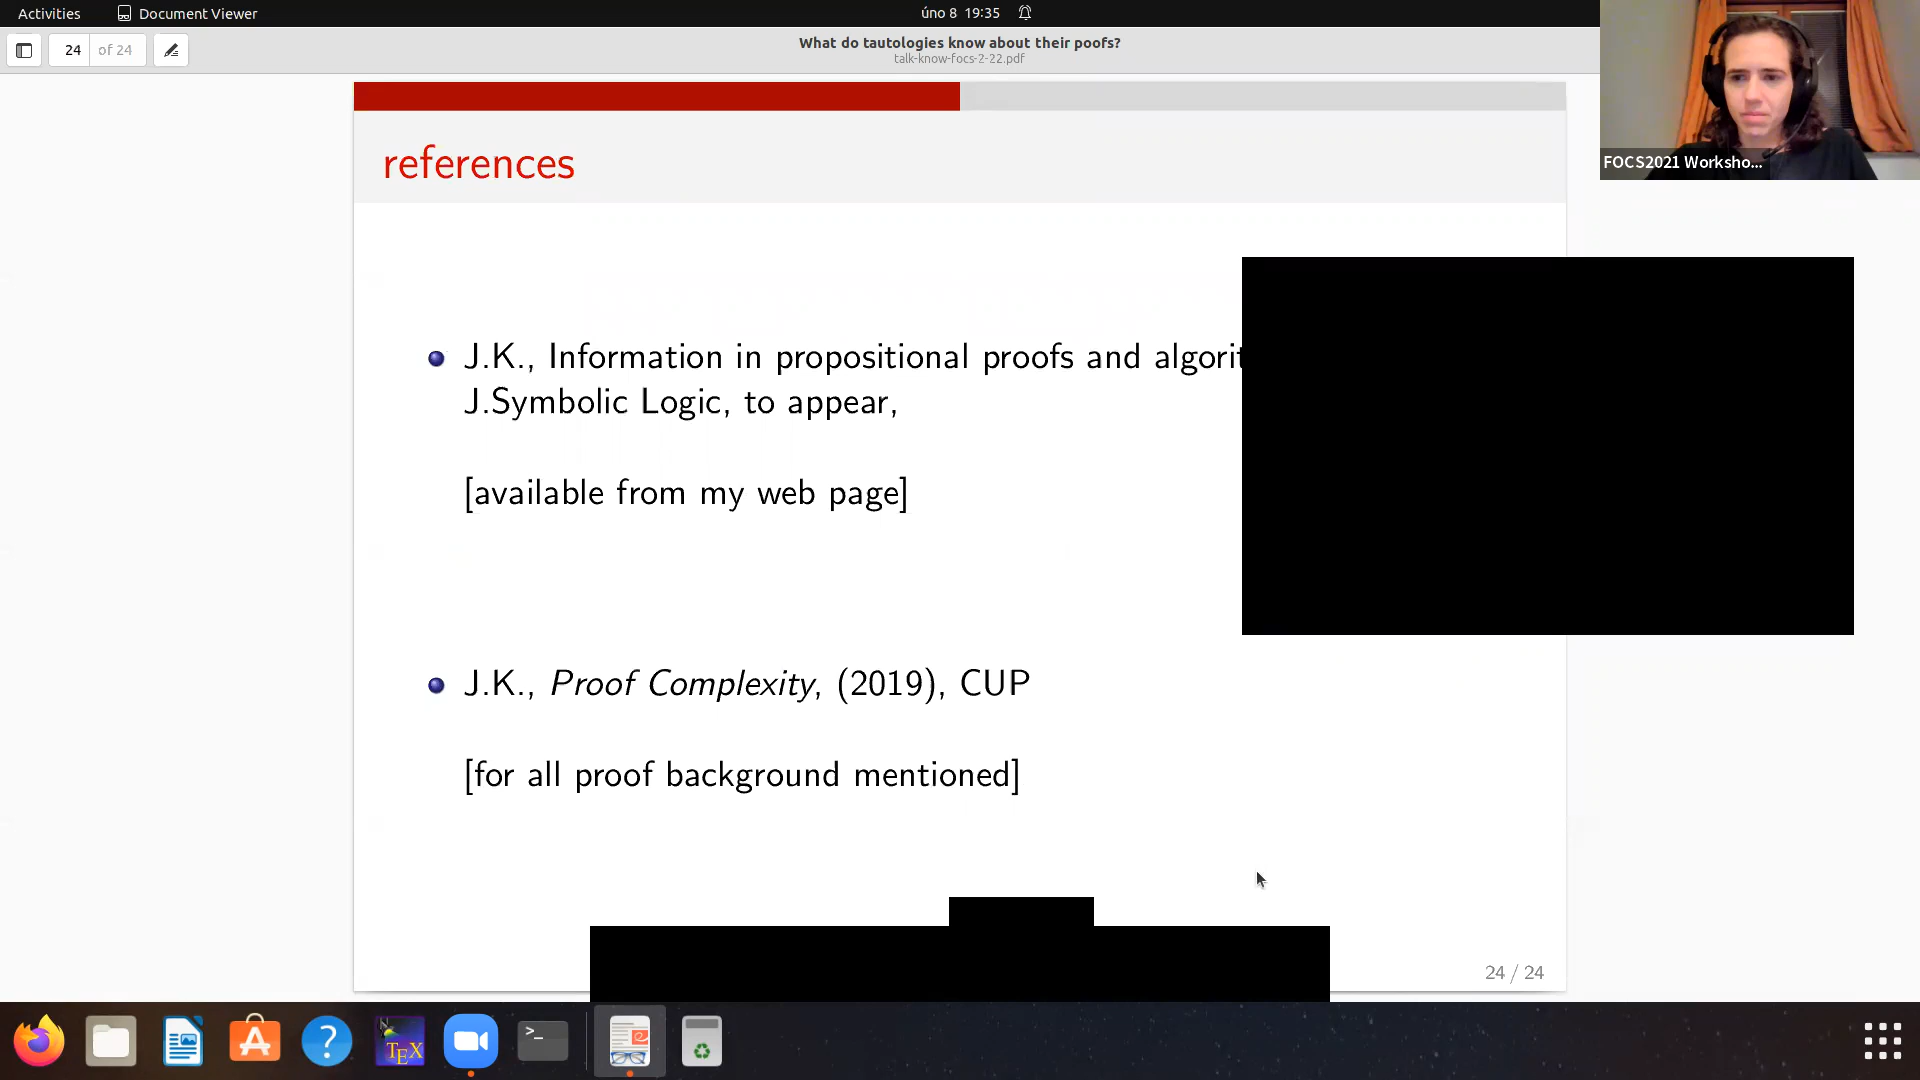 Activities
Document Viewer
úno 8 19:35
24 of 24
What do tautologies know about their poofs?
talk-know-focs-2-22.pdf
FOCS2021 Worksho...
references
J.K., Information in propositional proofs and
J.Symbolic Logic, to appear,
[available from my web page]
J.K., Proof Complexity, (2019), CUP
[for all proof background mentioned]
24 / 24
TEX